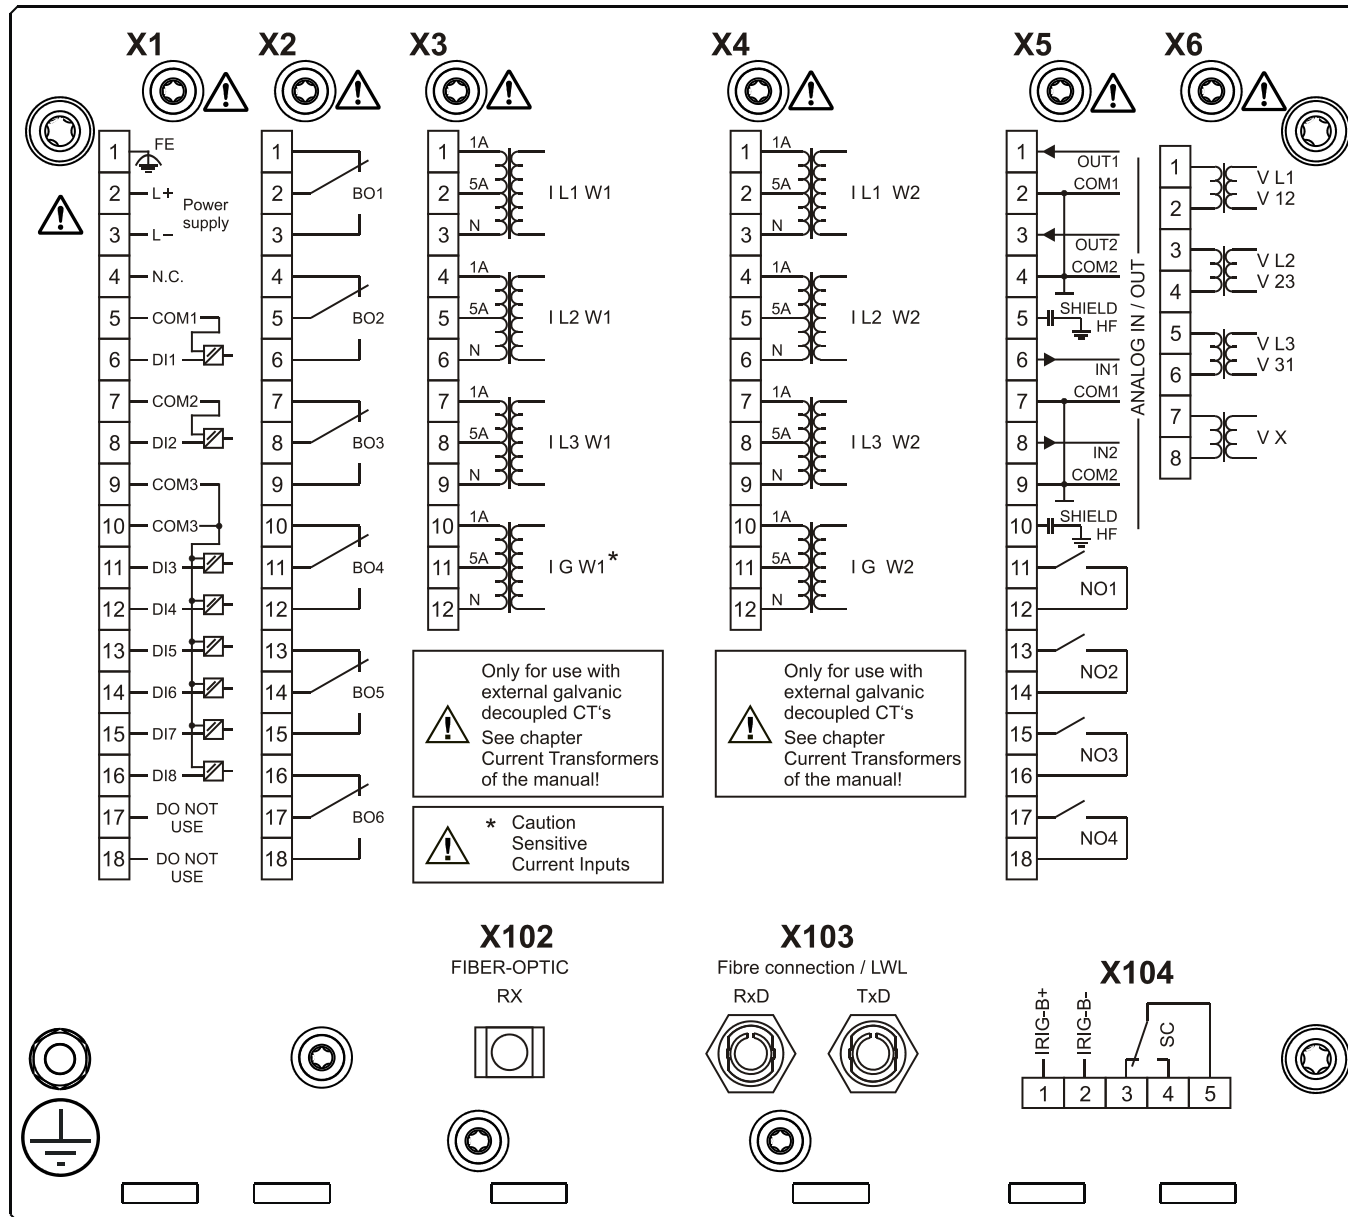 X1
1
FE
2
L+
Power
supply
3
L–
4
N.C.
5
COM1
6
DI1
7
COM2
8
DI2
9
COM3
10
COM3
11
DI3
12
DI4
13
DI5
14
DI6
15
DI7
16
DI8
17
DO NOT
USE
18
DO NOT
USE
X2
1
2
BO1
3
4
5
BO2
6
7
8
BO3
9
10
11
BO4
12
13
14
BO5
15
16
17
BO6
18
X3
1
1A
2
5A
I L1 W1
3
N
4
1A
5
5A
I L2 W1
6
N
7
1A
8
5A
I L3 W1
9
N
10
1A
11
5A
I G W1*
12
N
Only for use with
external galvanic
decoupled CT‘s
See chapter
Current Transformers
of the manual!
* Caution
Sensitive
Current Inputs
X4
1
1A
2
5A
I L1 W2
3
N
4
1A
5
5A
I L2 W2
6
N
7
1A
8
5A
I L3 W2
9
N
10
1A
11
5A
I G W2
12
N
Only for use with
external galvanic
decoupled CT‘s
See chapter
Current Transformers
of the manual!
X5
1
OUT1
2
COM1
3
OUT2
4
COM2
5
SHIELD
HF
6
IN1
7
COM1
8
IN2
9
COM2
10
SHIELD
HF
ANALOG IN / OUT
11
NO1
12
13
NO2
14
15
NO3
16
17
NO4
18
X6
1
V L1
2
V 12
3
V L2
4
V 23
5
V L3
6
V 31
7
V X
8
X102
FIBER-OPTIC
RX
X103
Fibre connection / LWL
RxD
TxD
X104
IRIG-B+
IRIG-B-
SC
1 2 3 4 5